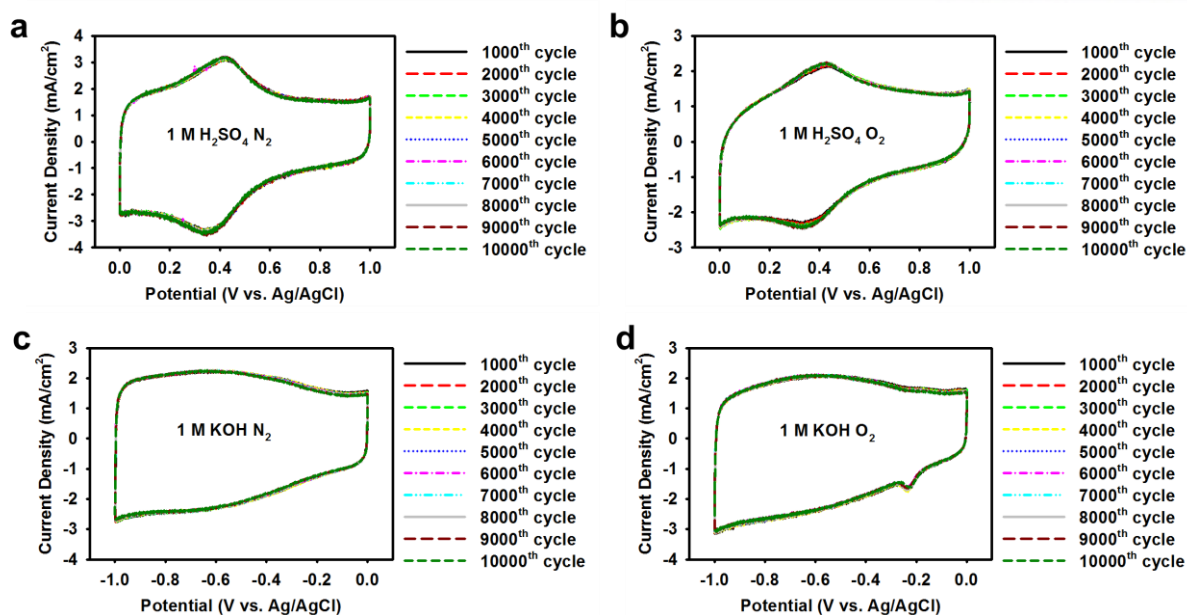 a
Current Density (mA/cm²)
4
3
2
1
0
-1
-2
-3
-4
1 M H₂SO₄ N₂
0.0 0.2 0.4 0.6 0.8 1.0
Potential (V vs. Ag/AgCl)
1000th cycle
2000th cycle
3000th cycle
4000th cycle
5000th cycle
6000th cycle
7000th cycle
8000th cycle
9000th cycle
10000th cycle
b
Current Density (mA/cm²)
3
2
1
0
-1
-2
-3
1 M H₂SO₄ O₂
0.0 0.2 0.4 0.6 0.8 1.0
Potential (V vs. Ag/AgCl)
1000th cycle
2000th cycle
3000th cycle
4000th cycle
5000th cycle
6000th cycle
7000th cycle
8000th cycle
9000th cycle
10000th cycle
c
Current Density (mA/cm²)
3
2
1
0
-1
-2
-3
-4
1 M KOH N₂
-1.0 -0.8 -0.6 -0.4 -0.2 0.0
Potential (V vs. Ag/AgCl)
1000th cycle
2000th cycle
3000th cycle
4000th cycle
5000th cycle
6000th cycle
7000th cycle
8000th cycle
9000th cycle
10000th cycle
d
Current Density (mA/cm²)
3
2
1
0
-1
-2
-3
-4
1 M KOH O₂
-1.0 -0.8 -0.6 -0.4 -0.2 0.0
Potential (V vs. Ag/AgCl)
1000th cycle
2000th cycle
3000th cycle
4000th cycle
5000th cycle
6000th cycle
7000th cycle
8000th cycle
9000th cycle
10000th cycle